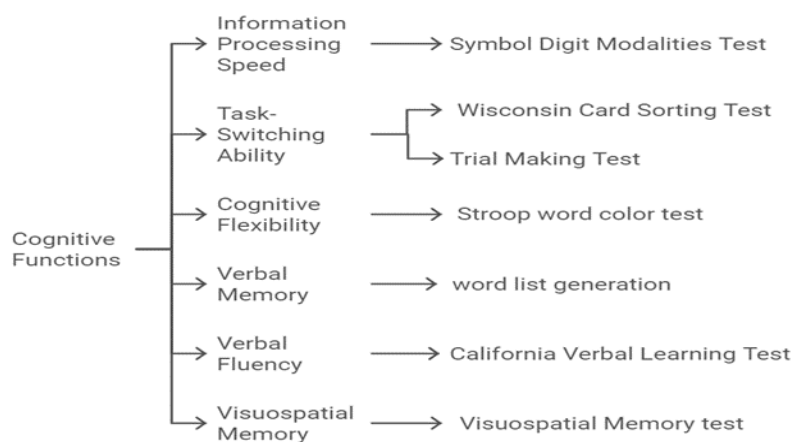 Information
Processing
Speed
Symbol Digit Modalities Test
Task-
Switching
Ability
Wisconsin Card Sorting Test
Trial Making Test
Cognitive
Flexibility
Stroop word color test
Cognitive
Functions
Verbal
Memory
word list generation
Verbal
Fluency
California Verbal Learning Test
Visuospatial
Memory
Visuospatial Memory test